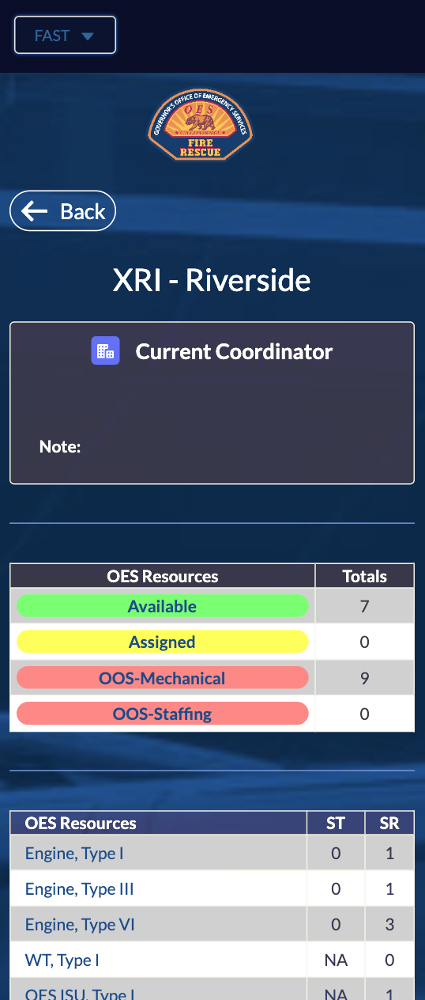 FAST
GOVERNOR'S OFFICE OF EMERGENCY SERVICES
OES
CALIFORNIA
FIRE
RESCUE
Back
XRI - Riverside
Current Coordinator
Note:
OES Resources Totals
Available 7
Assigned 0
OOS-Mechanical 9
OOS-Staffing 0
OES Resources ST SR
Engine, Type I 0 1
Engine, Type III 0 1
Engine, Type VI 0 3
WT, Type I NA 0
OES ISU, Type I NA 1